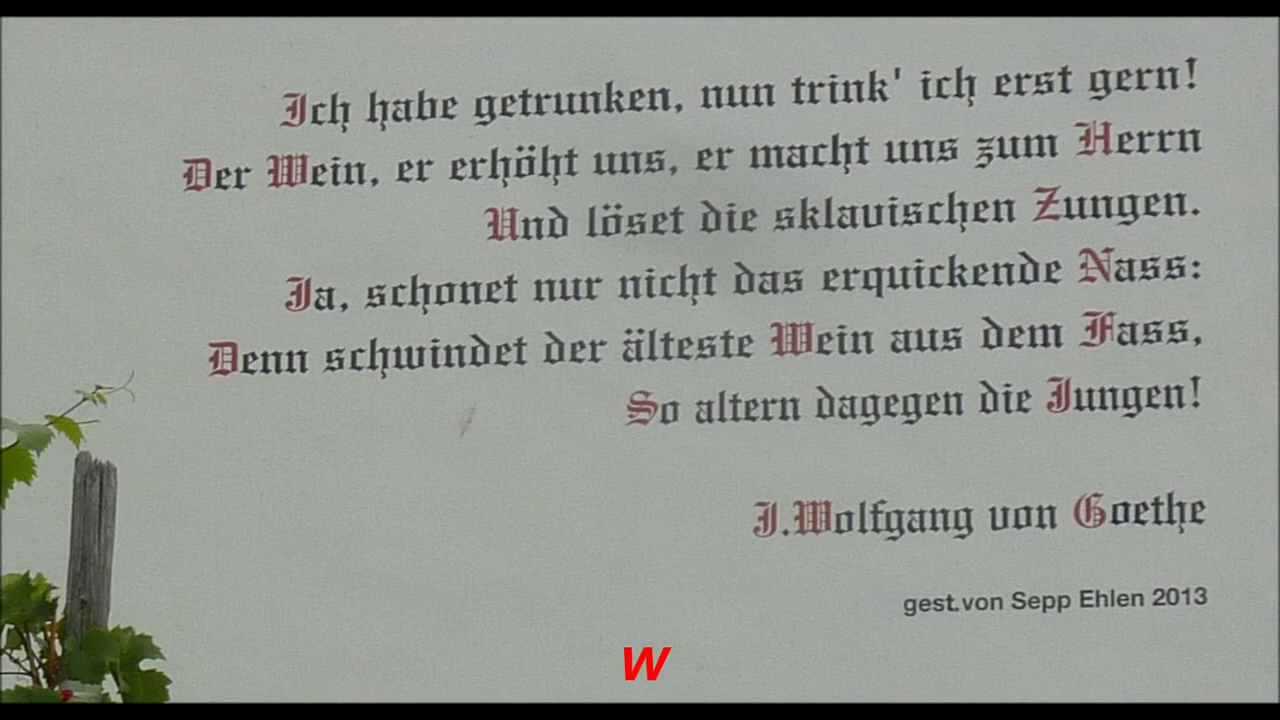 Ich habe getrunken, nun trink' ich erst gern!
Der Wein, er erhöht uns, er macht uns zum Herrn
Und löset die sklavischen Zungen.
Ja, schonet nur nicht das erquickende Nass:
Denn schwindet der älteste Wein aus dem Fass,
So altern dagegen die Jungen!
J.Wolfgang von Goethe
gest.von Sepp Ehlen 2013
W